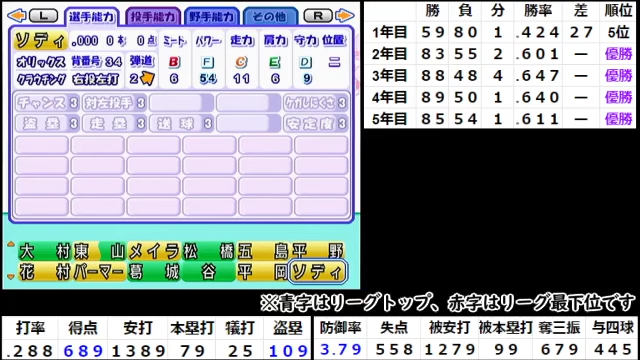 L 選手能力 投手能力 野手能力 その他 R
ソディ .000 0本 0点 ミート パワー 走力 肩力 守力 位置
オリックス 背番号34 弾道 B F C E D 二
クラウチング 右投左打 2 6 54 11 6 9
チャンス 3 対左投手 3 ケガしにくさ 3
盗塁 3 走塁 3 送球 3 安定度 3
大村 東山 メイラ 松橋 五島 平野
花村 パーマー 葛城 谷 平岡 ソディ
勝 負 分 勝率 差 順位
1年目 59 80 1 .424 27 5位
2年目 83 55 2 .601 ― 優勝
3年目 88 48 4 .647 ― 優勝
4年目 89 50 1 .640 ― 優勝
5年目 85 54 1 .611 ― 優勝
※青字はリーグトップ、赤字はリーグ最下位です
打率 得点 安打 本塁打 犠打 盗塁 防御率 失点 被安打 被本塁打 奪三振 与四球
.288 689 1389 79 25 109 3.79 558 1279 99 679 445